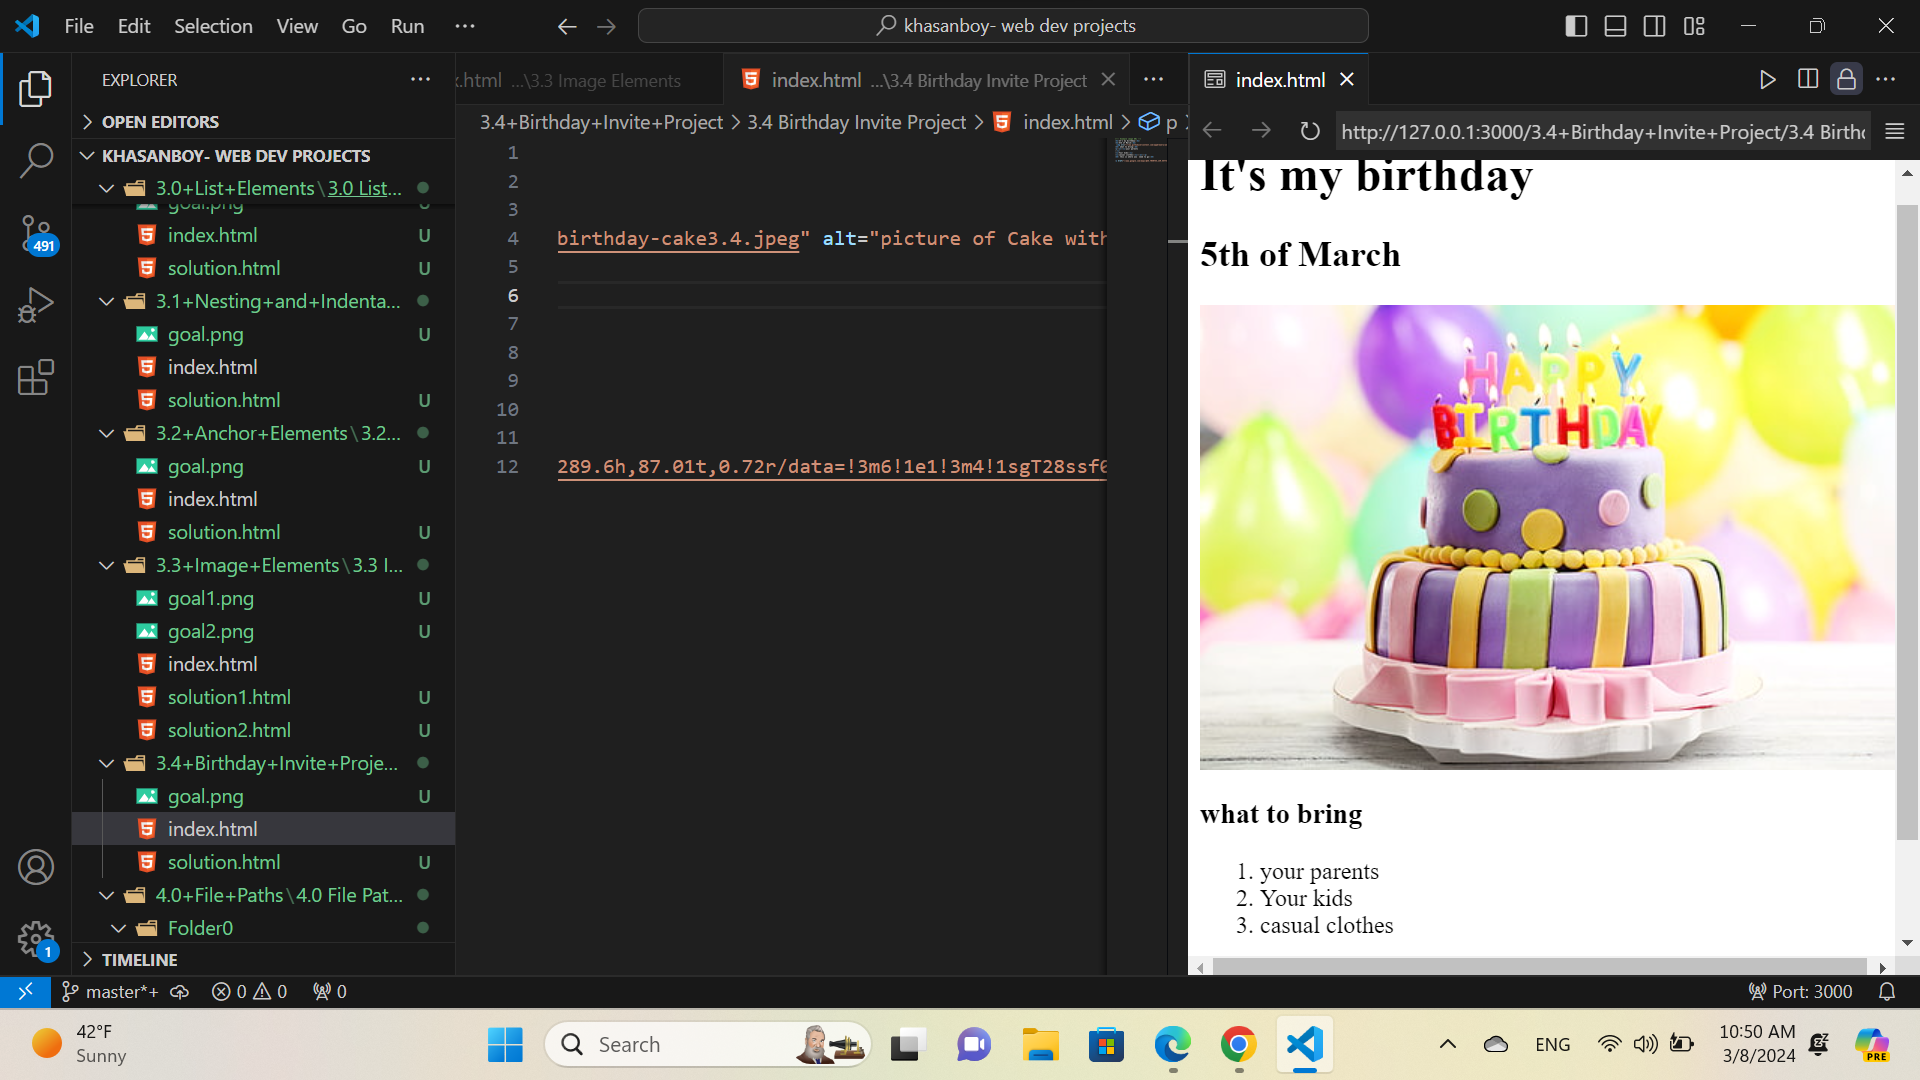 File Edit Selection View Go Run ···
khasanboy- web dev projects
EXPLORER
OPEN EDITORS
KHASANBOY- WEB DEV PROJECTS
3.0+List+Elements\3.0 List...
goal.png U
index.html U
solution.html U
3.1+Nesting+and+Indenta...
goal.png U
index.html
solution.html U
3.2+Anchor+Elements\3.2...
goal.png U
index.html
solution.html U
3.3+Image+Elements\3.3 I...
goal1.png U
goal2.png U
index.html
solution1.html U
solution2.html U
3.4+Birthday+Invite+Proje...
goal.png U
index.html
solution.html U
4.0+File+Paths\4.0 File Pat...
Folder0
TIMELINE
491
1
.html ...\3.3 Image Elements
index.html ...\3.4 Birthday Invite Project
3.4+Birthday+Invite+Project > 3.4 Birthday Invite Project > index.html > p
1
2
3
4 birthday-cake3.4.jpeg" alt="picture of Cake with
5
6
7
8
9
10
11
12 289.6h,87.01t,0.72r/data=!3m6!1e1!3m4!1sgT28ssf
index.html
http://127.0.0.1:3000/3.4+Birthday+Invite+Project/3.4 Birth
It's my birthday
5th of March
HAPPY
BIRTHDAY
what to bring
1. your parents
2. Your kids
3. casual clothes
master*+ 0 0 0
Port: 3000
42°F
Sunny
Search
ENG
10:50 AM
3/8/2024
PRE